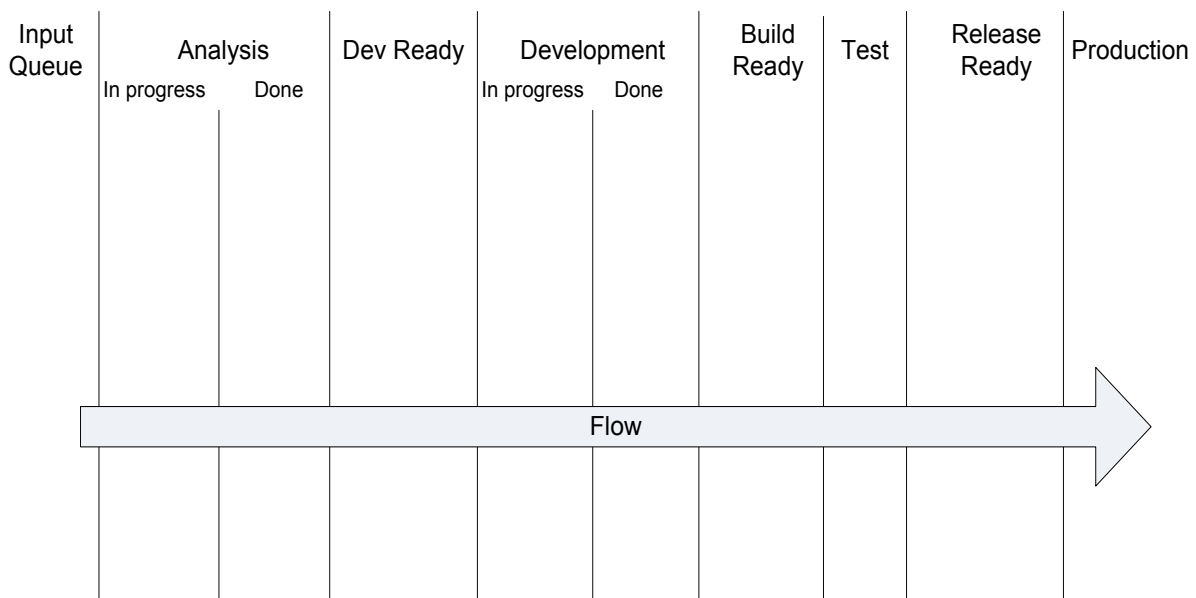 Input
Queue
Analysis
In progress
Done
Dev Ready
Development
In progress
Done
Build
Ready
Test
Release
Ready
Production
Flow